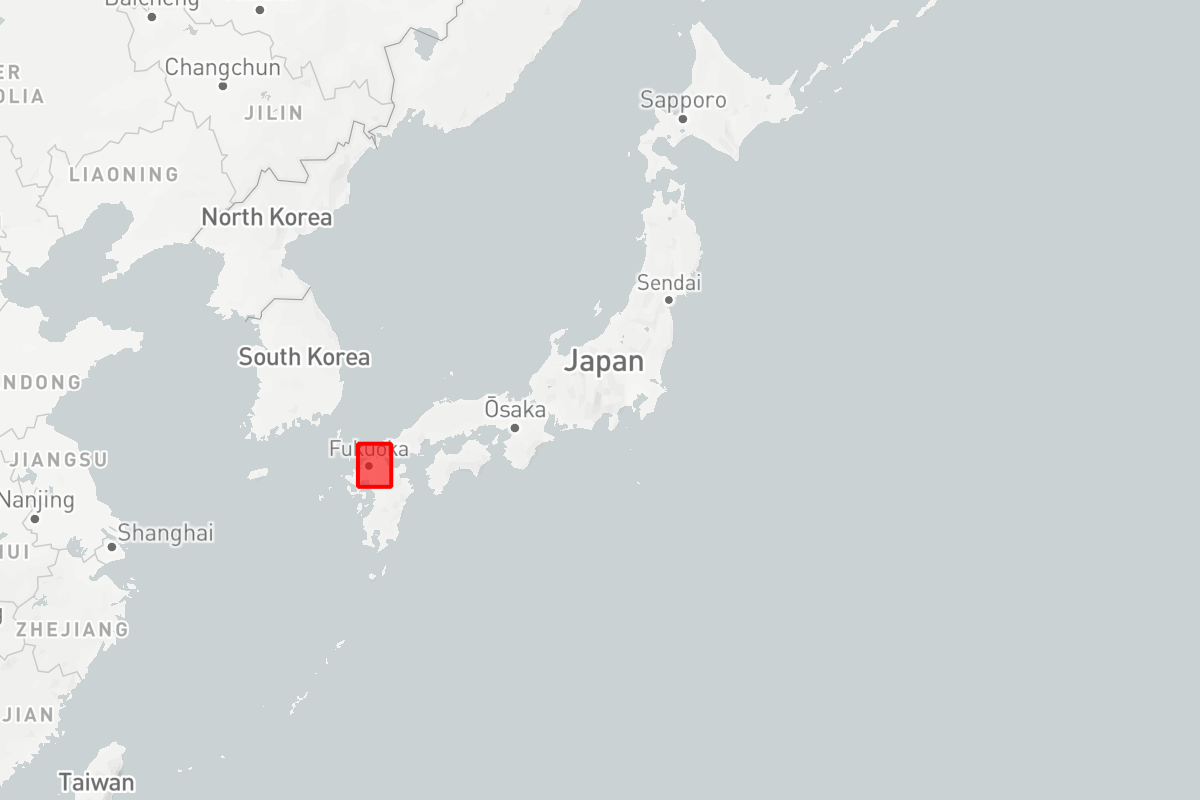 Baicheng
Changchun
JILIN
LIAONING
North Korea
South Korea
Sapporo
Sendai
Japan
Ōsaka
Fukuoka
NDONG
JIANGSU
Nanjing
Shanghai
ZHEJIANG
JIAN
Taiwan
ER
OLIA
HUI